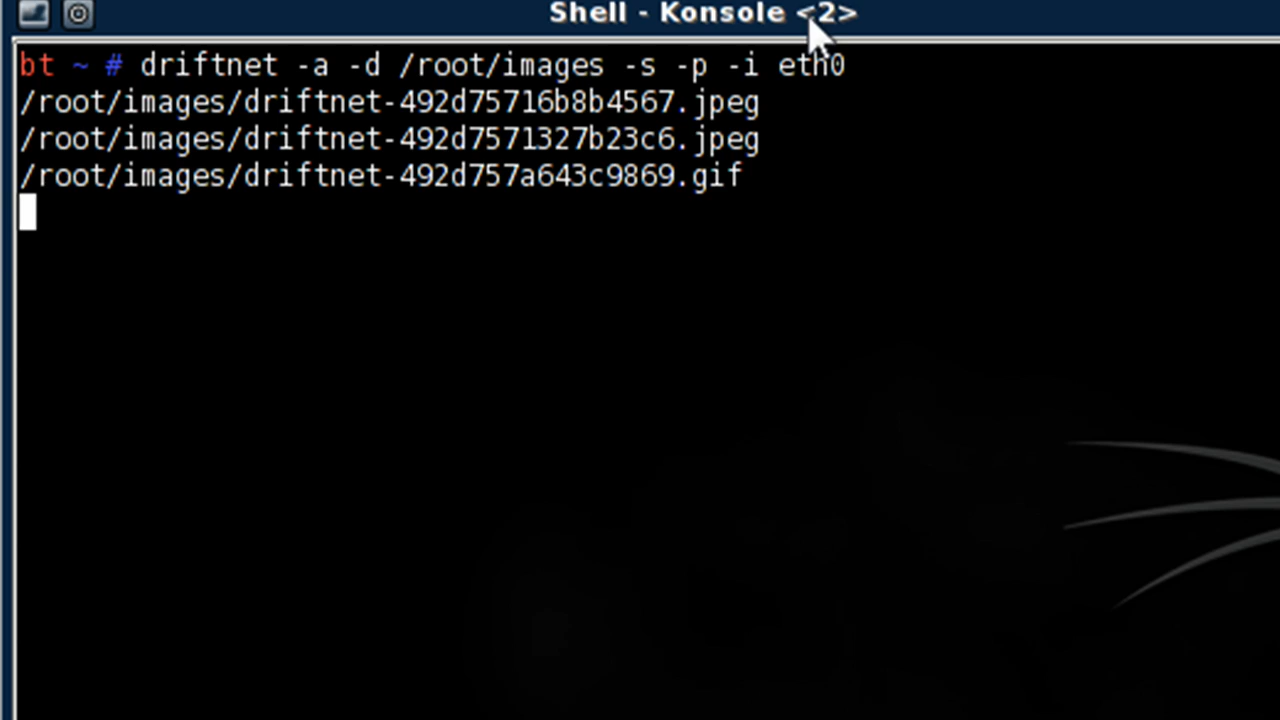 Shell - Konsole <2>
bt ~ # driftnet -a -d /root/images -s -p -i eth0
/root/images/driftnet-492d75716b8b4567.jpeg
/root/images/driftnet-492d7571327b23c6.jpeg
/root/images/driftnet-492d757a643c9869.gif